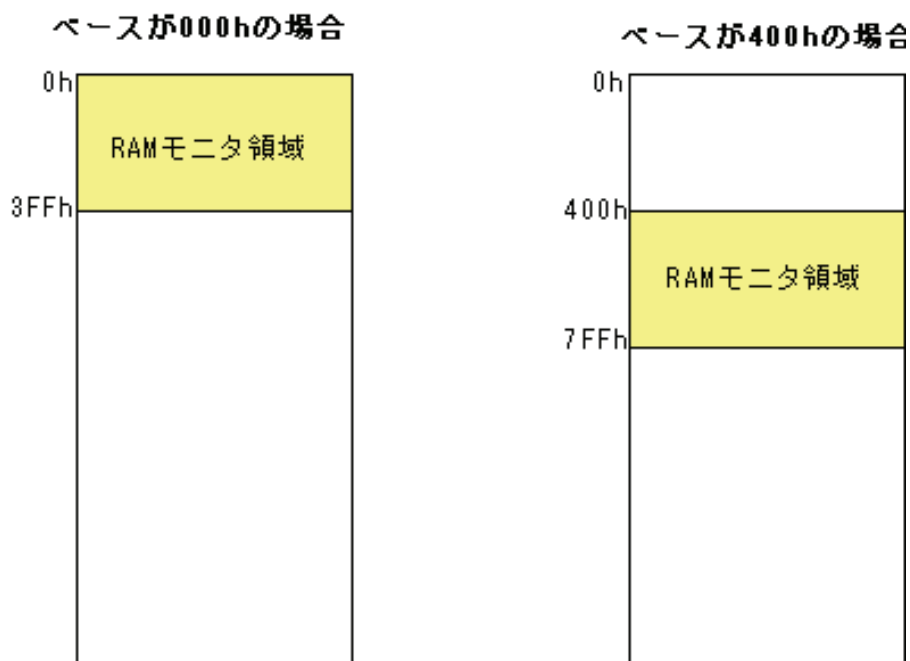 ベースが000hの場合
0h
RAMモニタ領域
3FFh
ベースが400hの場合
0h
400h
RAMモニタ領域
7FFh